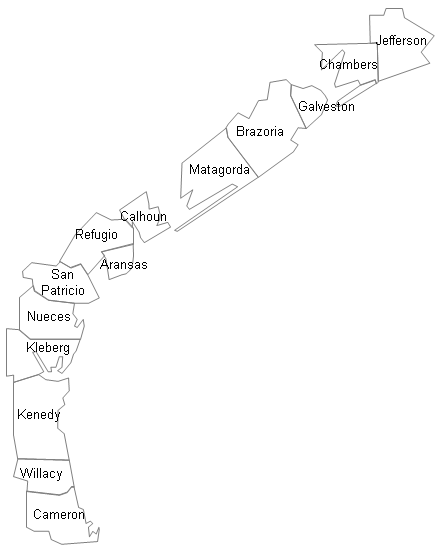 Jefferson
Chambers
Galveston
Brazoria
Matagorda
Calhoun
Refugio
Aransas
San
Patricio
Nueces
Kleberg
Kenedy
Willacy
Cameron